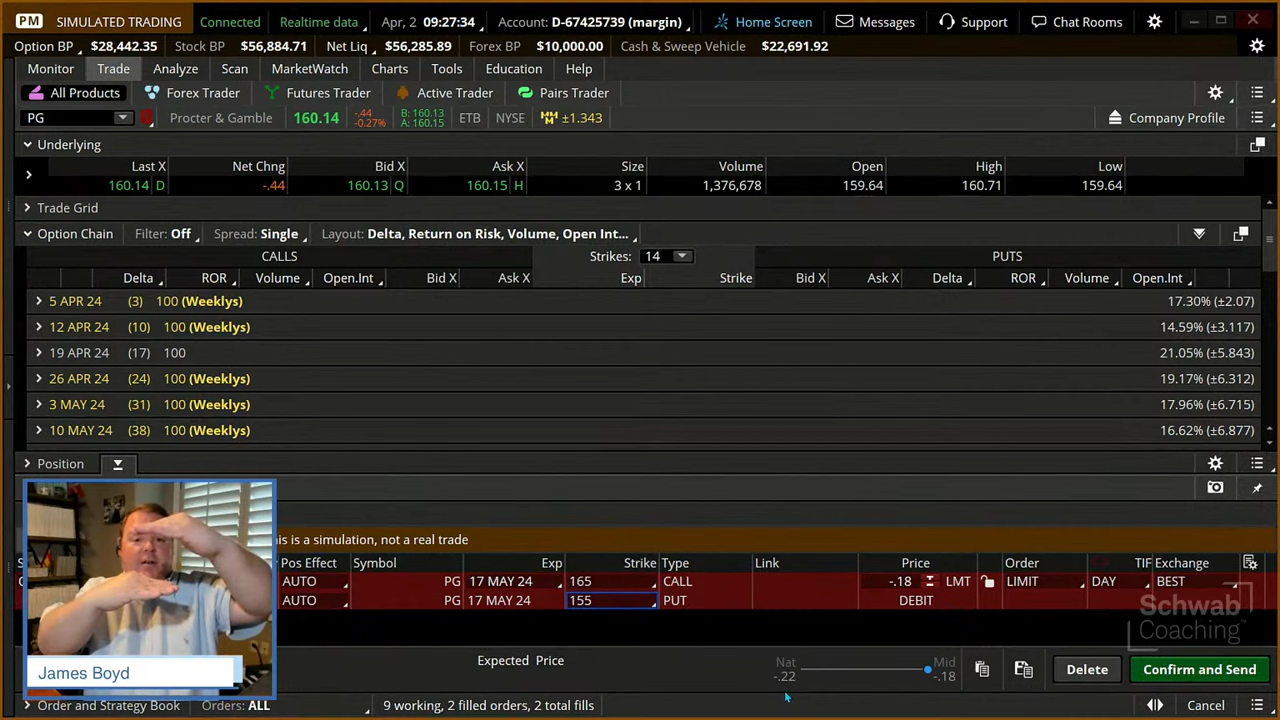 PM SIMULATED TRADING Connected Realtime data Apr, 2 09:27:34 Account: D-67425739 (margin) Home Screen Messages Support Chat Rooms
Option BP $28,442.35 Stock BP $56,884.71 Net Liq $56,285.89 Forex BP $10,000.00 Cash & Sweep Vehicle $22,691.92
Monitor Trade Analyze Scan MarketWatch Charts Tools Education Help
All Products Forex Trader Futures Trader Active Trader Pairs Trader
PG Procter & Gamble 160.14 -.44 -0.27% B: 160.13 A: 160.15 ETB NYSE ±1.343 Company Profile
Underlying
Last X Net Chng Bid X Ask X Size Volume Open High Low
160.14 D -.44 160.13 Q 160.15 H 3 x 1 1,376,678 159.64 160.71 159.64
Trade Grid
Option Chain Filter: Off Spread: Single Layout: Delta, Return on Risk, Volume, Open Int...
CALLS Strikes: 14 PUTS
Delta ROR Volume Open.Int Bid X Ask X Exp Strike Bid X Ask X Delta ROR Volume Open.Int
5 APR 24 (3) 100 (Weeklys) 17.30% (±2.07)
12 APR 24 (10) 100 (Weeklys) 14.59% (±3.117)
19 APR 24 (17) 100 21.05% (±5.843)
26 APR 24 (24) 100 (Weeklys) 19.17% (±6.312)
3 MAY 24 (31) 100 (Weeklys) 17.96% (±6.715)
10 MAY 24 (38) 100 (Weeklys) 16.62% (±6.877)
Position
is is a simulation, not a real trade
Pos Effect Symbol Exp Strike Type Link Price Order TIF Exchange
AUTO PG 17 MAY 24 165 CALL -.18 LMT LIMIT DAY BEST
AUTO PG 17 MAY 24 155 PUT DEBIT
Schwab
Coaching
Expected Price Nat -.22 Mid -.18 Delete Confirm and Send
James Boyd
Order and Strategy Book Orders: ALL 9 working, 2 filled orders, 2 total fills Cancel